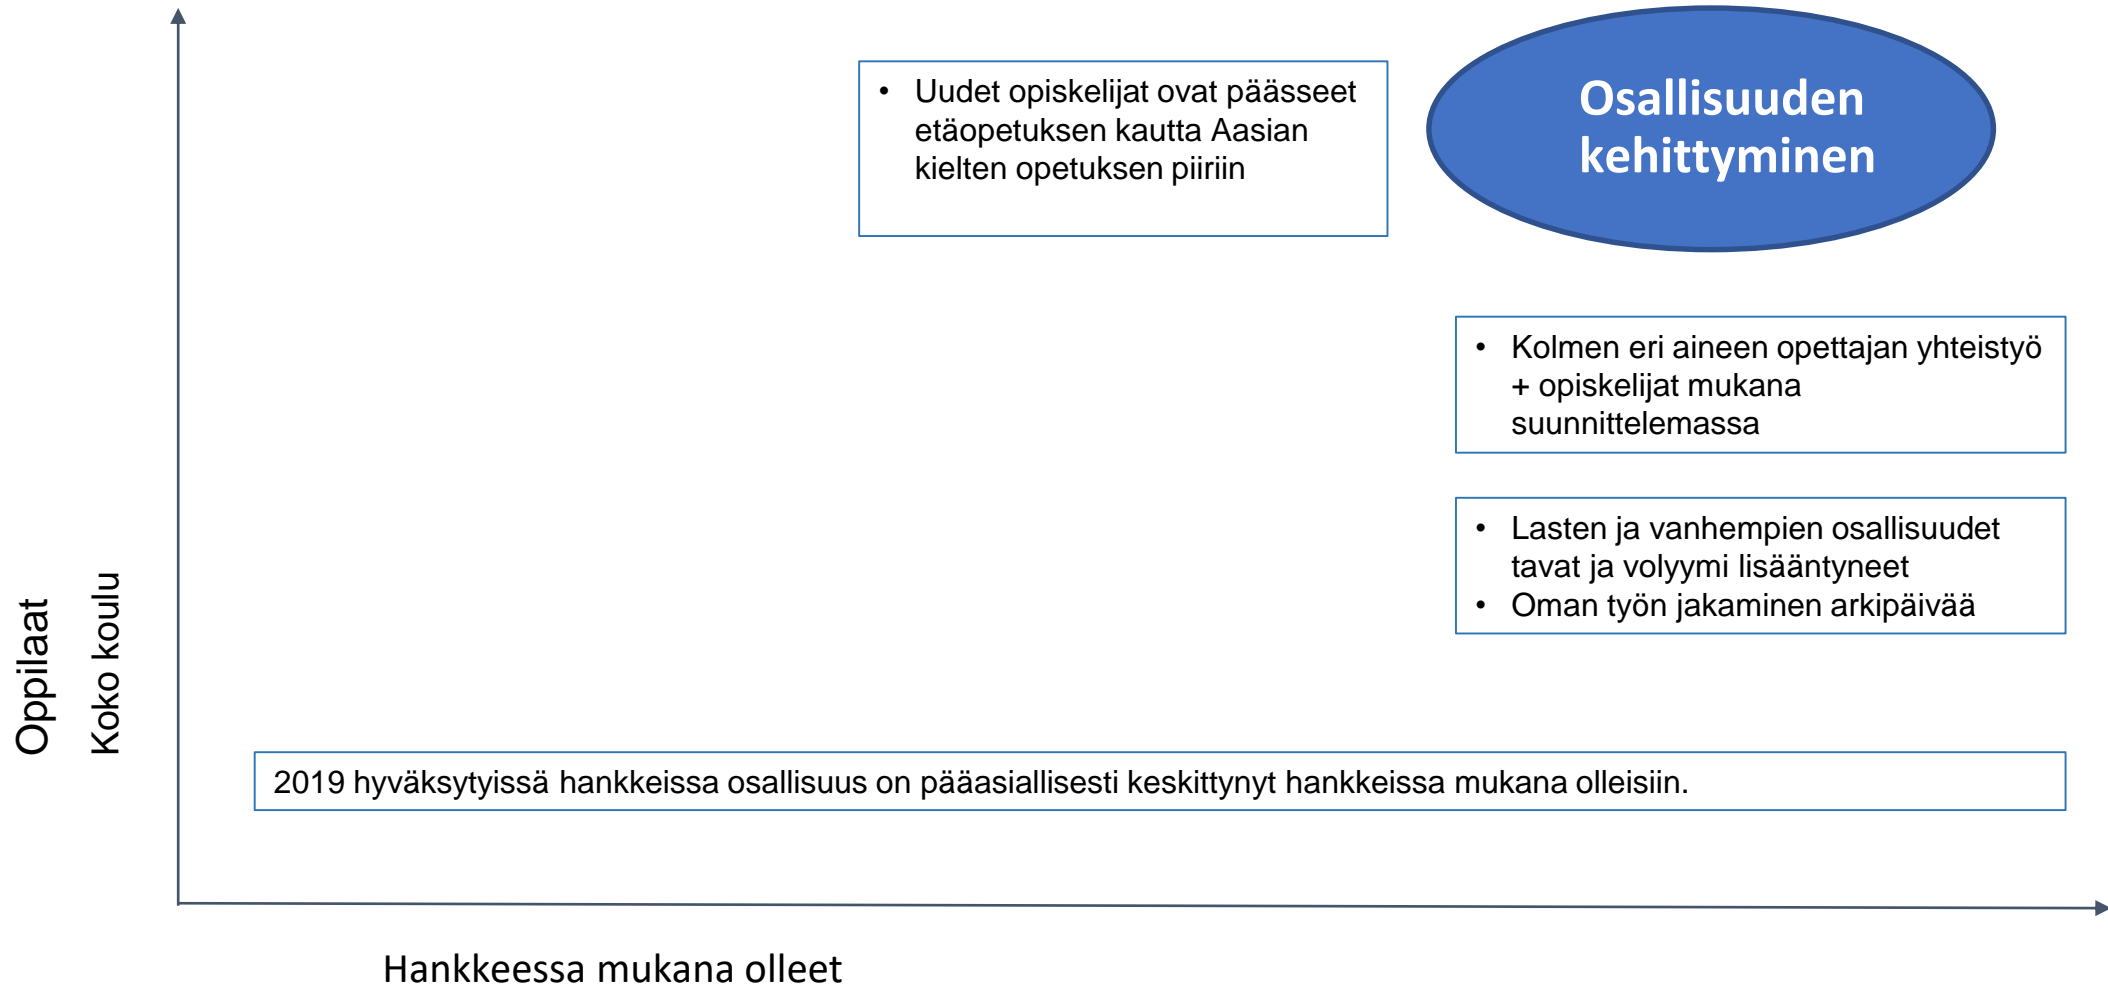 • Uudet opiskelijat ovat päässeet
etäopetuksen kautta Aasian
kielten opetuksen piiriin
Osallisuuden
kehittyminen
• Kolmen eri aineen opettajan yhteistyö
+ opiskelijat mukana
suunnittelemassa
• Lasten ja vanhempien osallisuudet
tavat ja volyymi lisääntyneet
• Oman työn jakaminen arkipäivää
Oppilaat
Koko koulu
2019 hyväksytyissä hankkeissa osallisuus on pääasiallisesti keskittynyt hankkeissa mukana olleisiin.
Hankkeessa mukana olleet